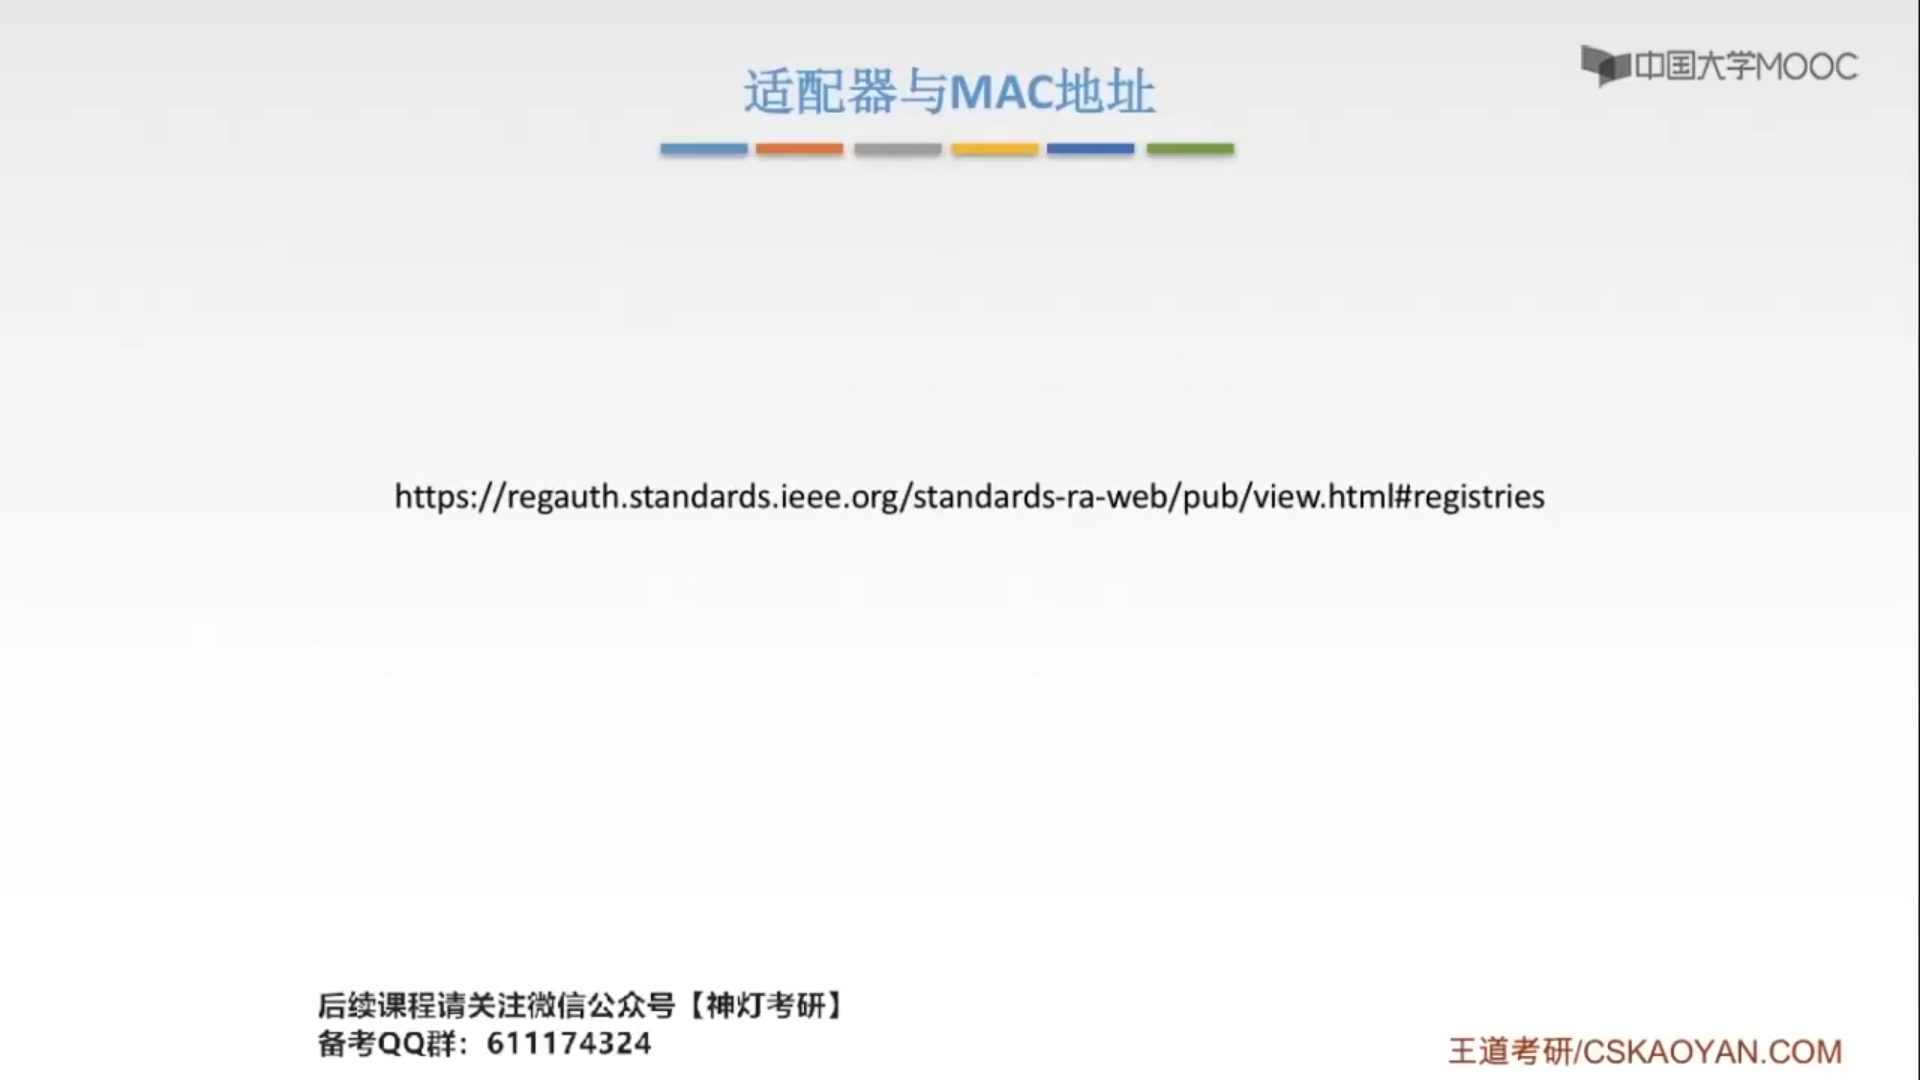 适配器与MAC地址
中国大学MOOC
https://regauth.standards.ieee.org/standards-ra-web/pub/view.html#registries
后续课程请关注微信公众号【神灯考研】
备考QQ群：611174324
王道考研/CSKAOYAN.COM